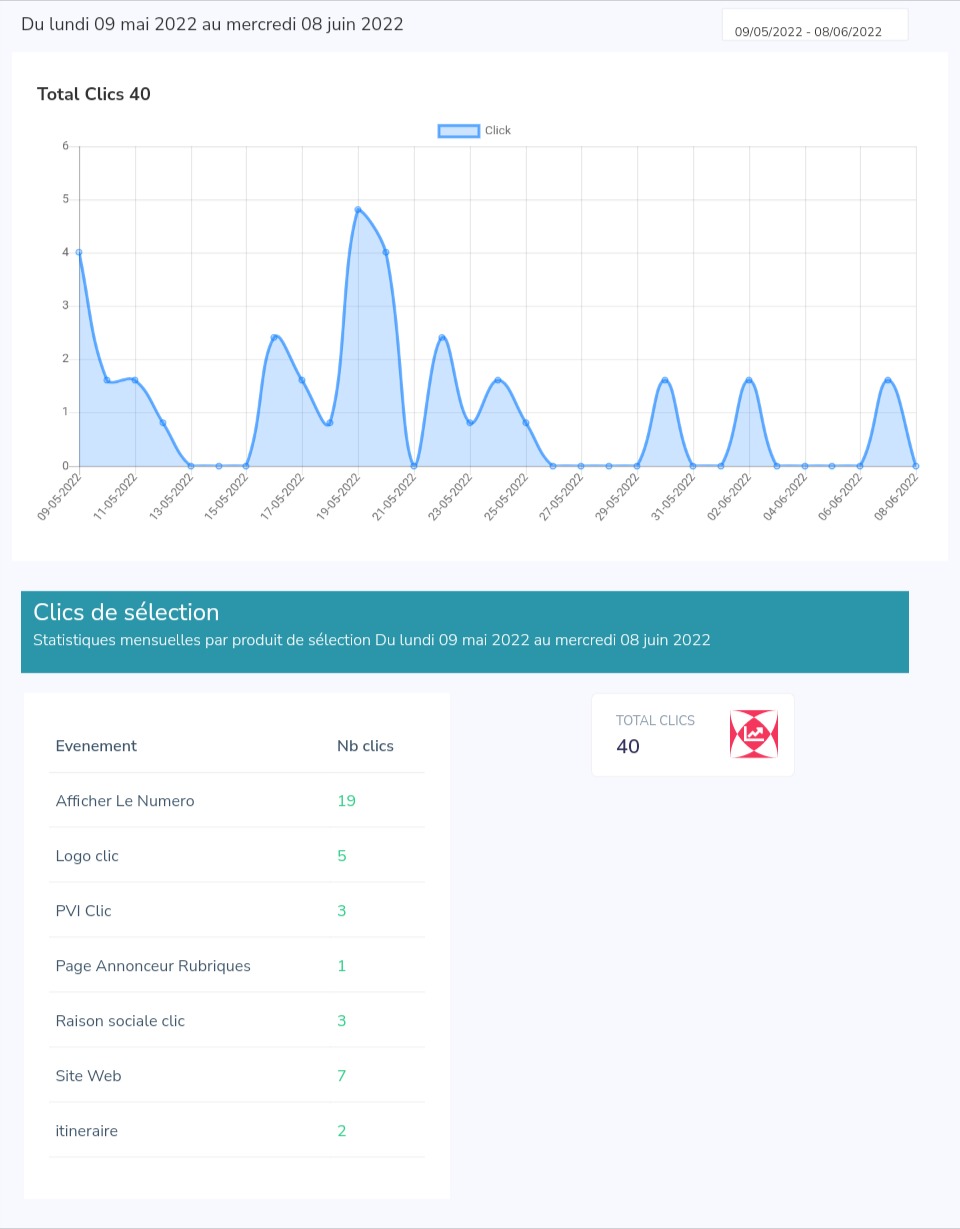 Du lundi 09 mai 2022 au mercredi 08 juin 2022
09/05/2022 - 08/06/2022
Total Clics 40
Click
6
5
4
3
2
1
0
09-05-2022
11-05-2022
13-05-2022
15-05-2022
17-05-2022
19-05-2022
21-05-2022
23-05-2022
25-05-2022
27-05-2022
29-05-2022
31-05-2022
02-06-2022
04-06-2022
06-06-2022
08-06-2022
Clics de sélection
Statistiques mensuelles par produit de sélection Du lundi 09 mai 2022 au mercredi 08 juin 2022
Evenement Nb clics
Afficher Le Numero 19
Logo clic 5
PVI Clic 3
Page Annonceur Rubriques 1
Raison sociale clic 3
Site Web 7
itineraire 2
TOTAL CLICS
40